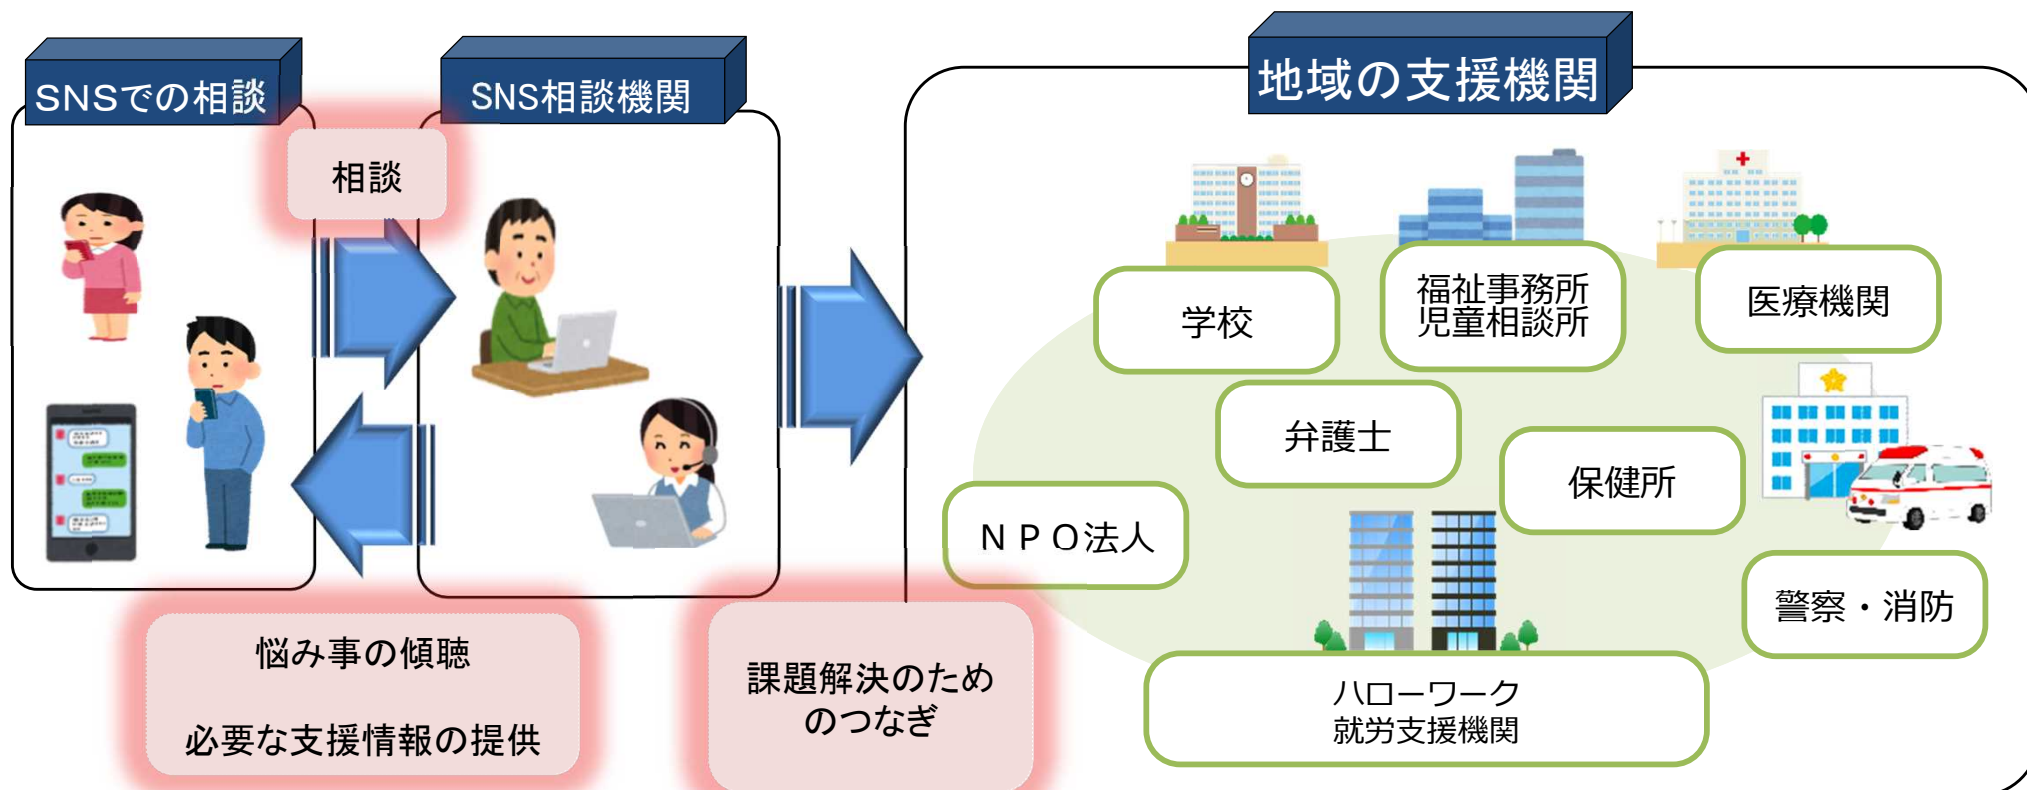 SNSでの相談
SNS相談機関
地域の支援機関
相談
学校
福祉事務所
児童相談所
医療機関
弁護士
保健所
NPO法人
警察・消防
悩み事の傾聴
必要な支援情報の提供
課題解決のため
のつなぎ
ハローワーク
就労支援機関